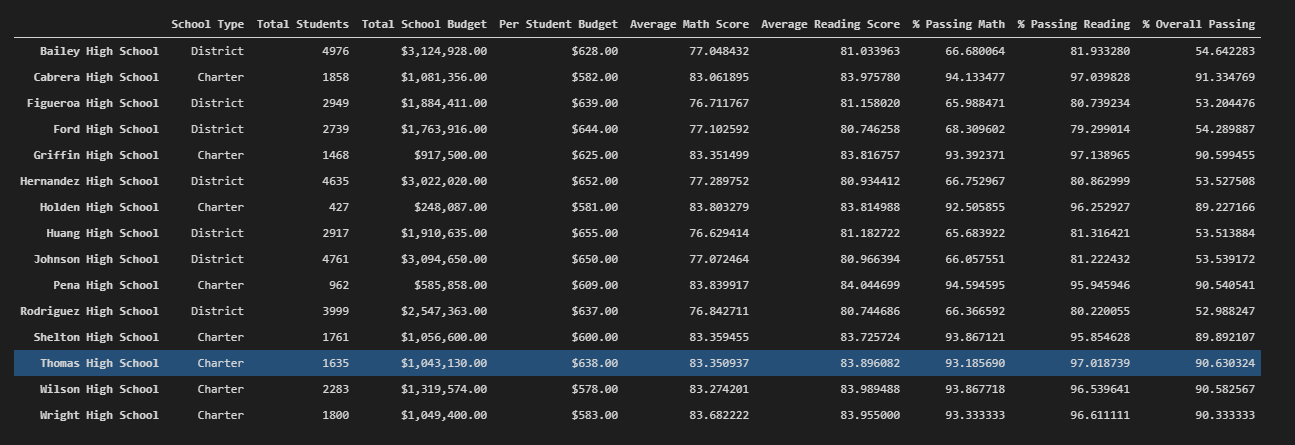 School Type Total Students Total School Budget Per Student Budget Average Math Score Average Reading Score % Passing Math % Passing Reading % Overall Passing
Bailey High School District 4976 $3,124,928.00 $628.00 77.048432 81.033963 66.680064 81.933280 54.642283
Cabrera High School Charter 1858 $1,081,356.00 $582.00 83.061895 83.975780 94.133477 97.039828 91.334769
Figueroa High School District 2949 $1,884,411.00 $639.00 76.711767 81.158020 65.988471 80.739234 53.204476
Ford High School District 2739 $1,763,916.00 $644.00 77.102592 80.746258 68.309602 79.299014 54.289887
Griffin High School Charter 1468 $917,500.00 $625.00 83.351499 83.816757 93.392371 97.138965 90.599455
Hernandez High School District 4635 $3,022,020.00 $652.00 77.289752 80.934412 66.752967 80.862999 53.527508
Holden High School Charter 427 $248,087.00 $581.00 83.803279 83.814988 92.505855 96.252927 89.227166
Huang High School District 2917 $1,910,635.00 $655.00 76.629414 81.182722 65.683922 81.316421 53.513884
Johnson High School District 4761 $3,094,650.00 $650.00 77.072464 80.966394 66.057551 81.222432 53.539172
Pena High School Charter 962 $585,858.00 $609.00 83.839917 84.044699 94.594595 95.945946 90.540541
Rodriguez High School District 3999 $2,547,363.00 $637.00 76.842711 80.744686 66.366592 80.220055 52.988247
Shelton High School Charter 1761 $1,056,600.00 $600.00 83.359455 83.725724 93.867121 95.854628 89.892107
Thomas High School Charter 1635 $1,043,130.00 $638.00 83.350937 83.896082 93.185690 97.018739 90.630324
Wilson High School Charter 2283 $1,319,574.00 $578.00 83.274201 83.989488 93.867718 96.539641 90.582567
Wright High School Charter 1800 $1,049,400.00 $583.00 83.682222 83.955000 93.333333 96.611111 90.333333